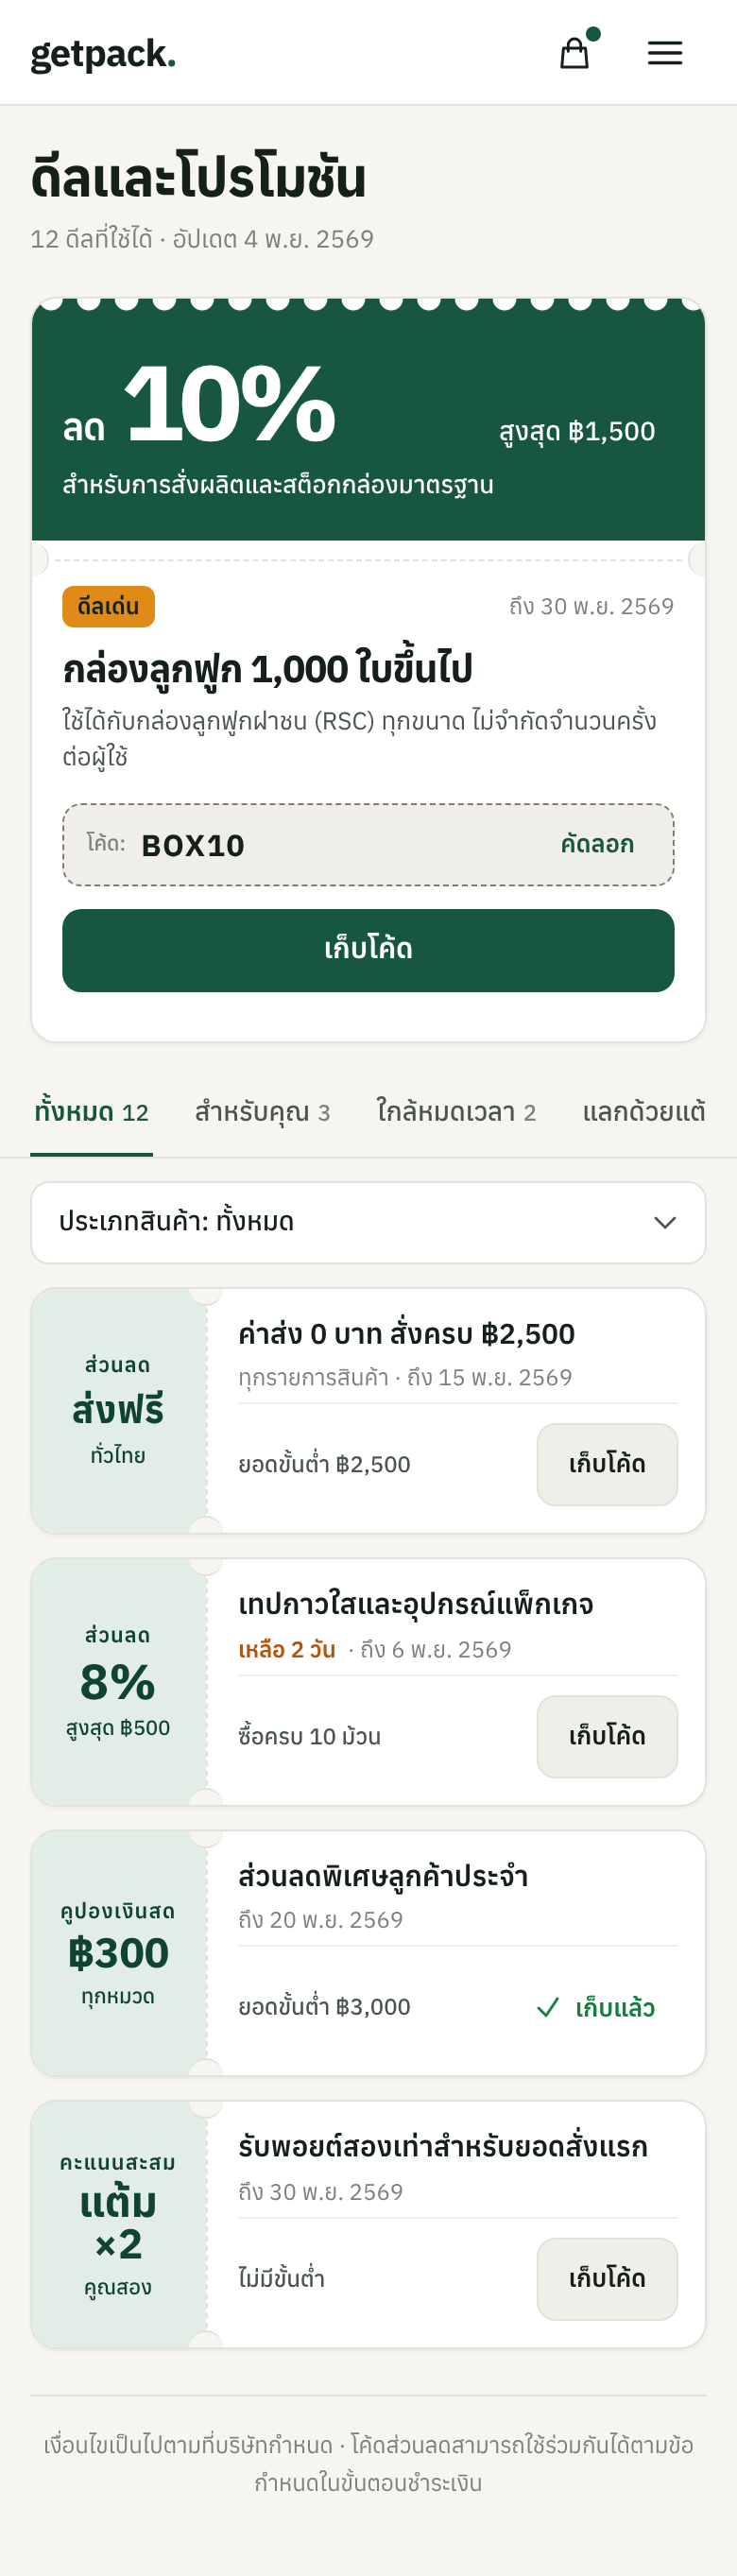 getpack.
ดีลและโปรโมชัน
12 ดีลที่ใช้ได้ · อัปเดต 4 พ.ย. 2569
ลด 10% สูงสุด ฿1,500
สำหรับการสั่งผลิตและสต็อกกล่องมาตรฐาน
ดีลเด่น ถึง 30 พ.ย. 2569
กล่องลูกฟูก 1,000 ใบขึ้นไป
ใช้ได้กับกล่องลูกฟูกฝาชน (RSC) ทุกขนาด ไม่จำกัดจำนวนครั้ง
ต่อผู้ใช้
โค้ด: BOX10 คัดลอก
เก็บโค้ด
ทั้งหมด 12 สำหรับคุณ 3 ใกล้หมดเวลา 2 แลกด้วยแต้
ประเภทสินค้า: ทั้งหมด
ส่วนลด
ส่งฟรี
ทั่วไทย
ค่าส่ง 0 บาท สั่งครบ ฿2,500
ทุกรายการสินค้า · ถึง 15 พ.ย. 2569
ยอดขั้นต่ำ ฿2,500 เก็บโค้ด
ส่วนลด
8%
สูงสุด ฿500
เทปกาวใสและอุปกรณ์แพ็กเกจ
เหลือ 2 วัน · ถึง 6 พ.ย. 2569
ซื้อครบ 10 ม้วน เก็บโค้ด
คูปองเงินสด
฿300
ทุกหมวด
ส่วนลดพิเศษลูกค้าประจำ
ถึง 20 พ.ย. 2569
ยอดขั้นต่ำ ฿3,000 เก็บแล้ว
คะแนนสะสม
แต้ม
×2
คูณสอง
รับพอยต์สองเท่าสำหรับยอดสั่งแรก
ถึง 30 พ.ย. 2569
ไม่มีขั้นต่ำ เก็บโค้ด
เงื่อนไขเป็นไปตามที่บริษัทกำหนด · โค้ดส่วนลดสามารถใช้ร่วมกันได้ตามข้อ
กำหนดในขั้นตอนชำระเงิน